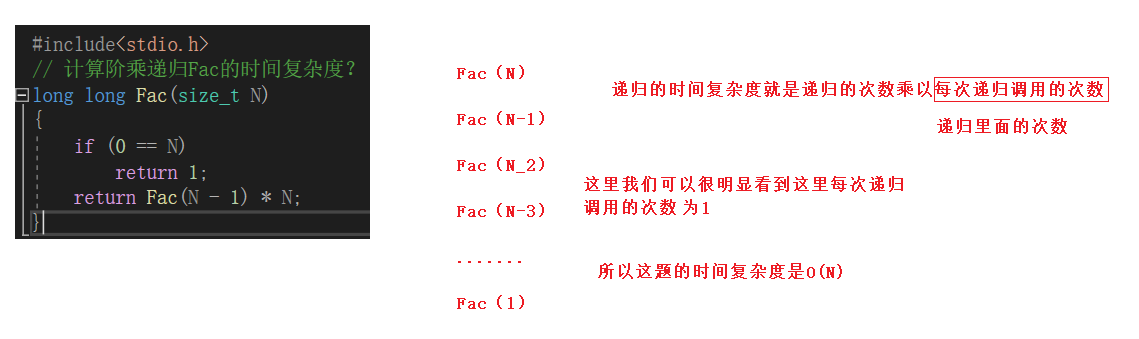 #include<stdio.h>
// 计算阶乘递归Fac的时间复杂度？
long long Fac(size_t N)
{
if (0 == N)
return 1;
return Fac(N - 1) * N;
}
Fac（N）
Fac（N-1）
Fac（N_2）
Fac（N-3）
.......
Fac（1）
递归的时间复杂度就是递归的次数乘以每次递归调用的次数
递归里面的次数
这里我们可以很明显看到这里每次递归
调用的次数 为1
所以这题的时间复杂度是O(N)